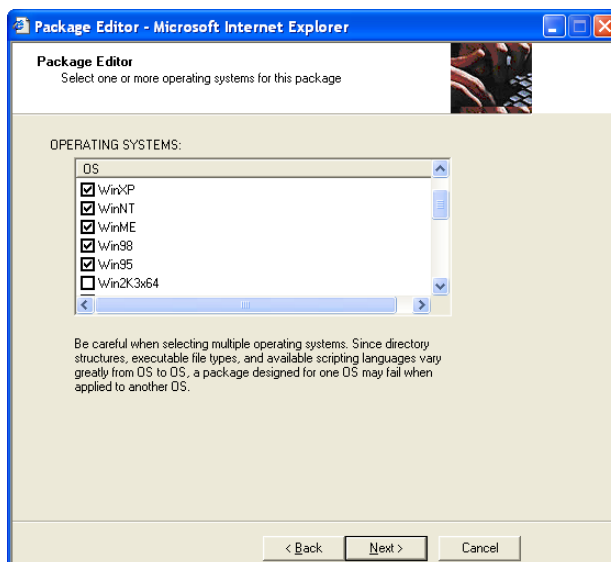 Package Editor - Microsoft Internet Explorer
Package Editor
Select one or more operating systems for this package
OPERATING SYSTEMS:
OS
WinXP
WinNT
WinME
Win98
Win95
Win2K3x64
Be careful when selecting multiple operating systems. Since directory
structures, executable file types, and available scripting languages vary
greatly from OS to OS, a package designed for one OS may fail when
applied to another OS.
< Back
Next >
Cancel